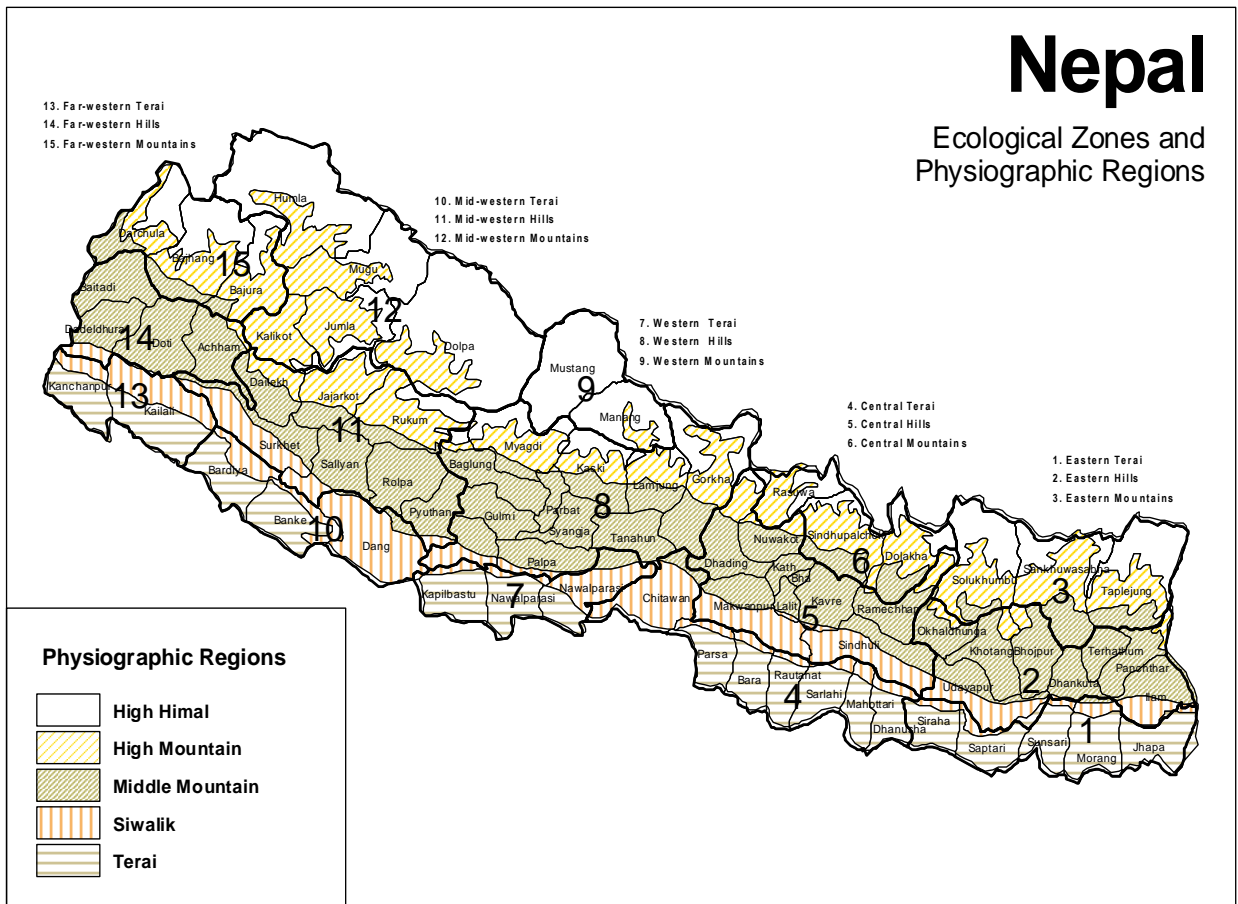 Nepal
Ecological Zones and
Physiographic Regions
13. Far-western Terai
14. Far-western Hills
15. Far-western Mountains
10. Mid-western Terai
11. Mid-western Hills
12. Mid-western Mountains
7. Western Terai
8. Western Hills
9. Western Mountains
4. Central Terai
5. Central Hills
6. Central Mountains
1. Eastern Terai
2. Eastern Hills
3. Eastern Mountains
Humla
Darchula
Bajhang
15
Mugu
Baitadi
Bajura
12
Dadeldhura
14
Doti
Achham
Kalikot
Jumla
Dolpa
Mustang
9
Kanchanpur
13
Kailali
Dailekh
Jajarkot
Rukum
Manang
11
Surkhet
Sallyan
Myagdi
Bardiya
Baglung
Kaski
Lamjung
Gorkha
Rasuwa
Rolpa
8
Banke
10
Pyuthan
Gulmi
Parbat
Syangja
Tanahun
Nuwakot
Sindhupalchok
Dang
Palpa
Dhading
Kath
Bha
6
Dolakha
Solukhumbu
Sankhuwasabha
3
Taplejung
Kapilbastu
7
Nawalparasi
Nawalparasi
Chitawan
Makwanpur
Lalit
5
Kavre
Ramechhap
Okhaldhunga
Sindhuli
Khotang
Bhojpur
Terhathum
Panchthar
Parsa
Bara
Rautahat
4
Sarlahi
Mahottari
Dhanusha
Udayapur
2
Dhankuta
Ilam
Siraha
Saptari
Sunsari
1
Morang
Jhapa
Physiographic Regions
High Himal
High Mountain
Middle Mountain
Siwalik
Terai